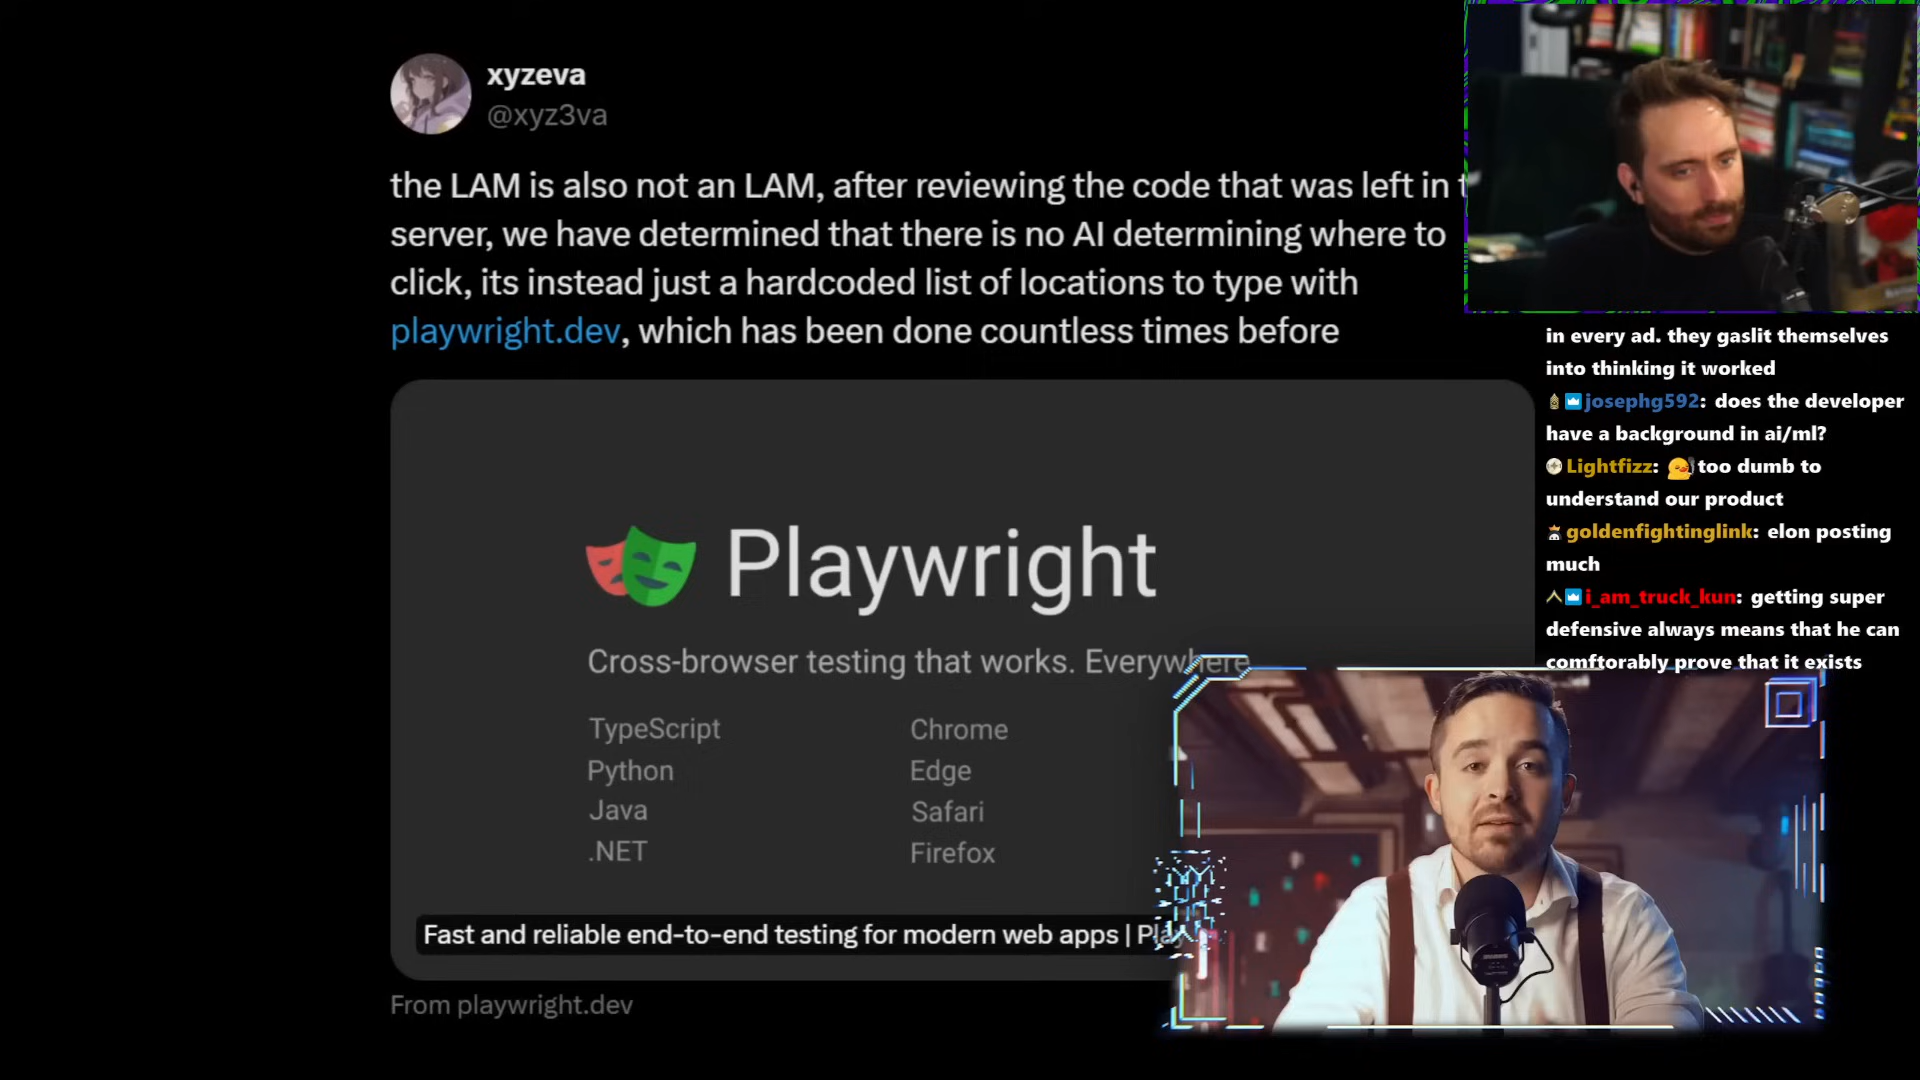 xyzeva
@xyz3va
the LAM is also not an LAM, after reviewing the code that was left in
server, we have determined that there is no AI determining where to
click, its instead just a hardcoded list of locations to type with
playwright.dev, which has been done countless times before
Playwright
Cross-browser testing that works. Everywhere
TypeScript
Chrome
Python
Edge
Java
Safari
.NET
Firefox
Fast and reliable end-to-end testing for modern web apps |
From playwright.dev
in every ad. they gaslit themselves
into thinking it worked
josephg592: does the developer
have a background in ai/ml?
Lightfizz: too dumb to
understand our product
goldenfightinglink: elon posting
much
i_am_truck_kun: getting super
defensive always means that he can
comftorably prove that it exists